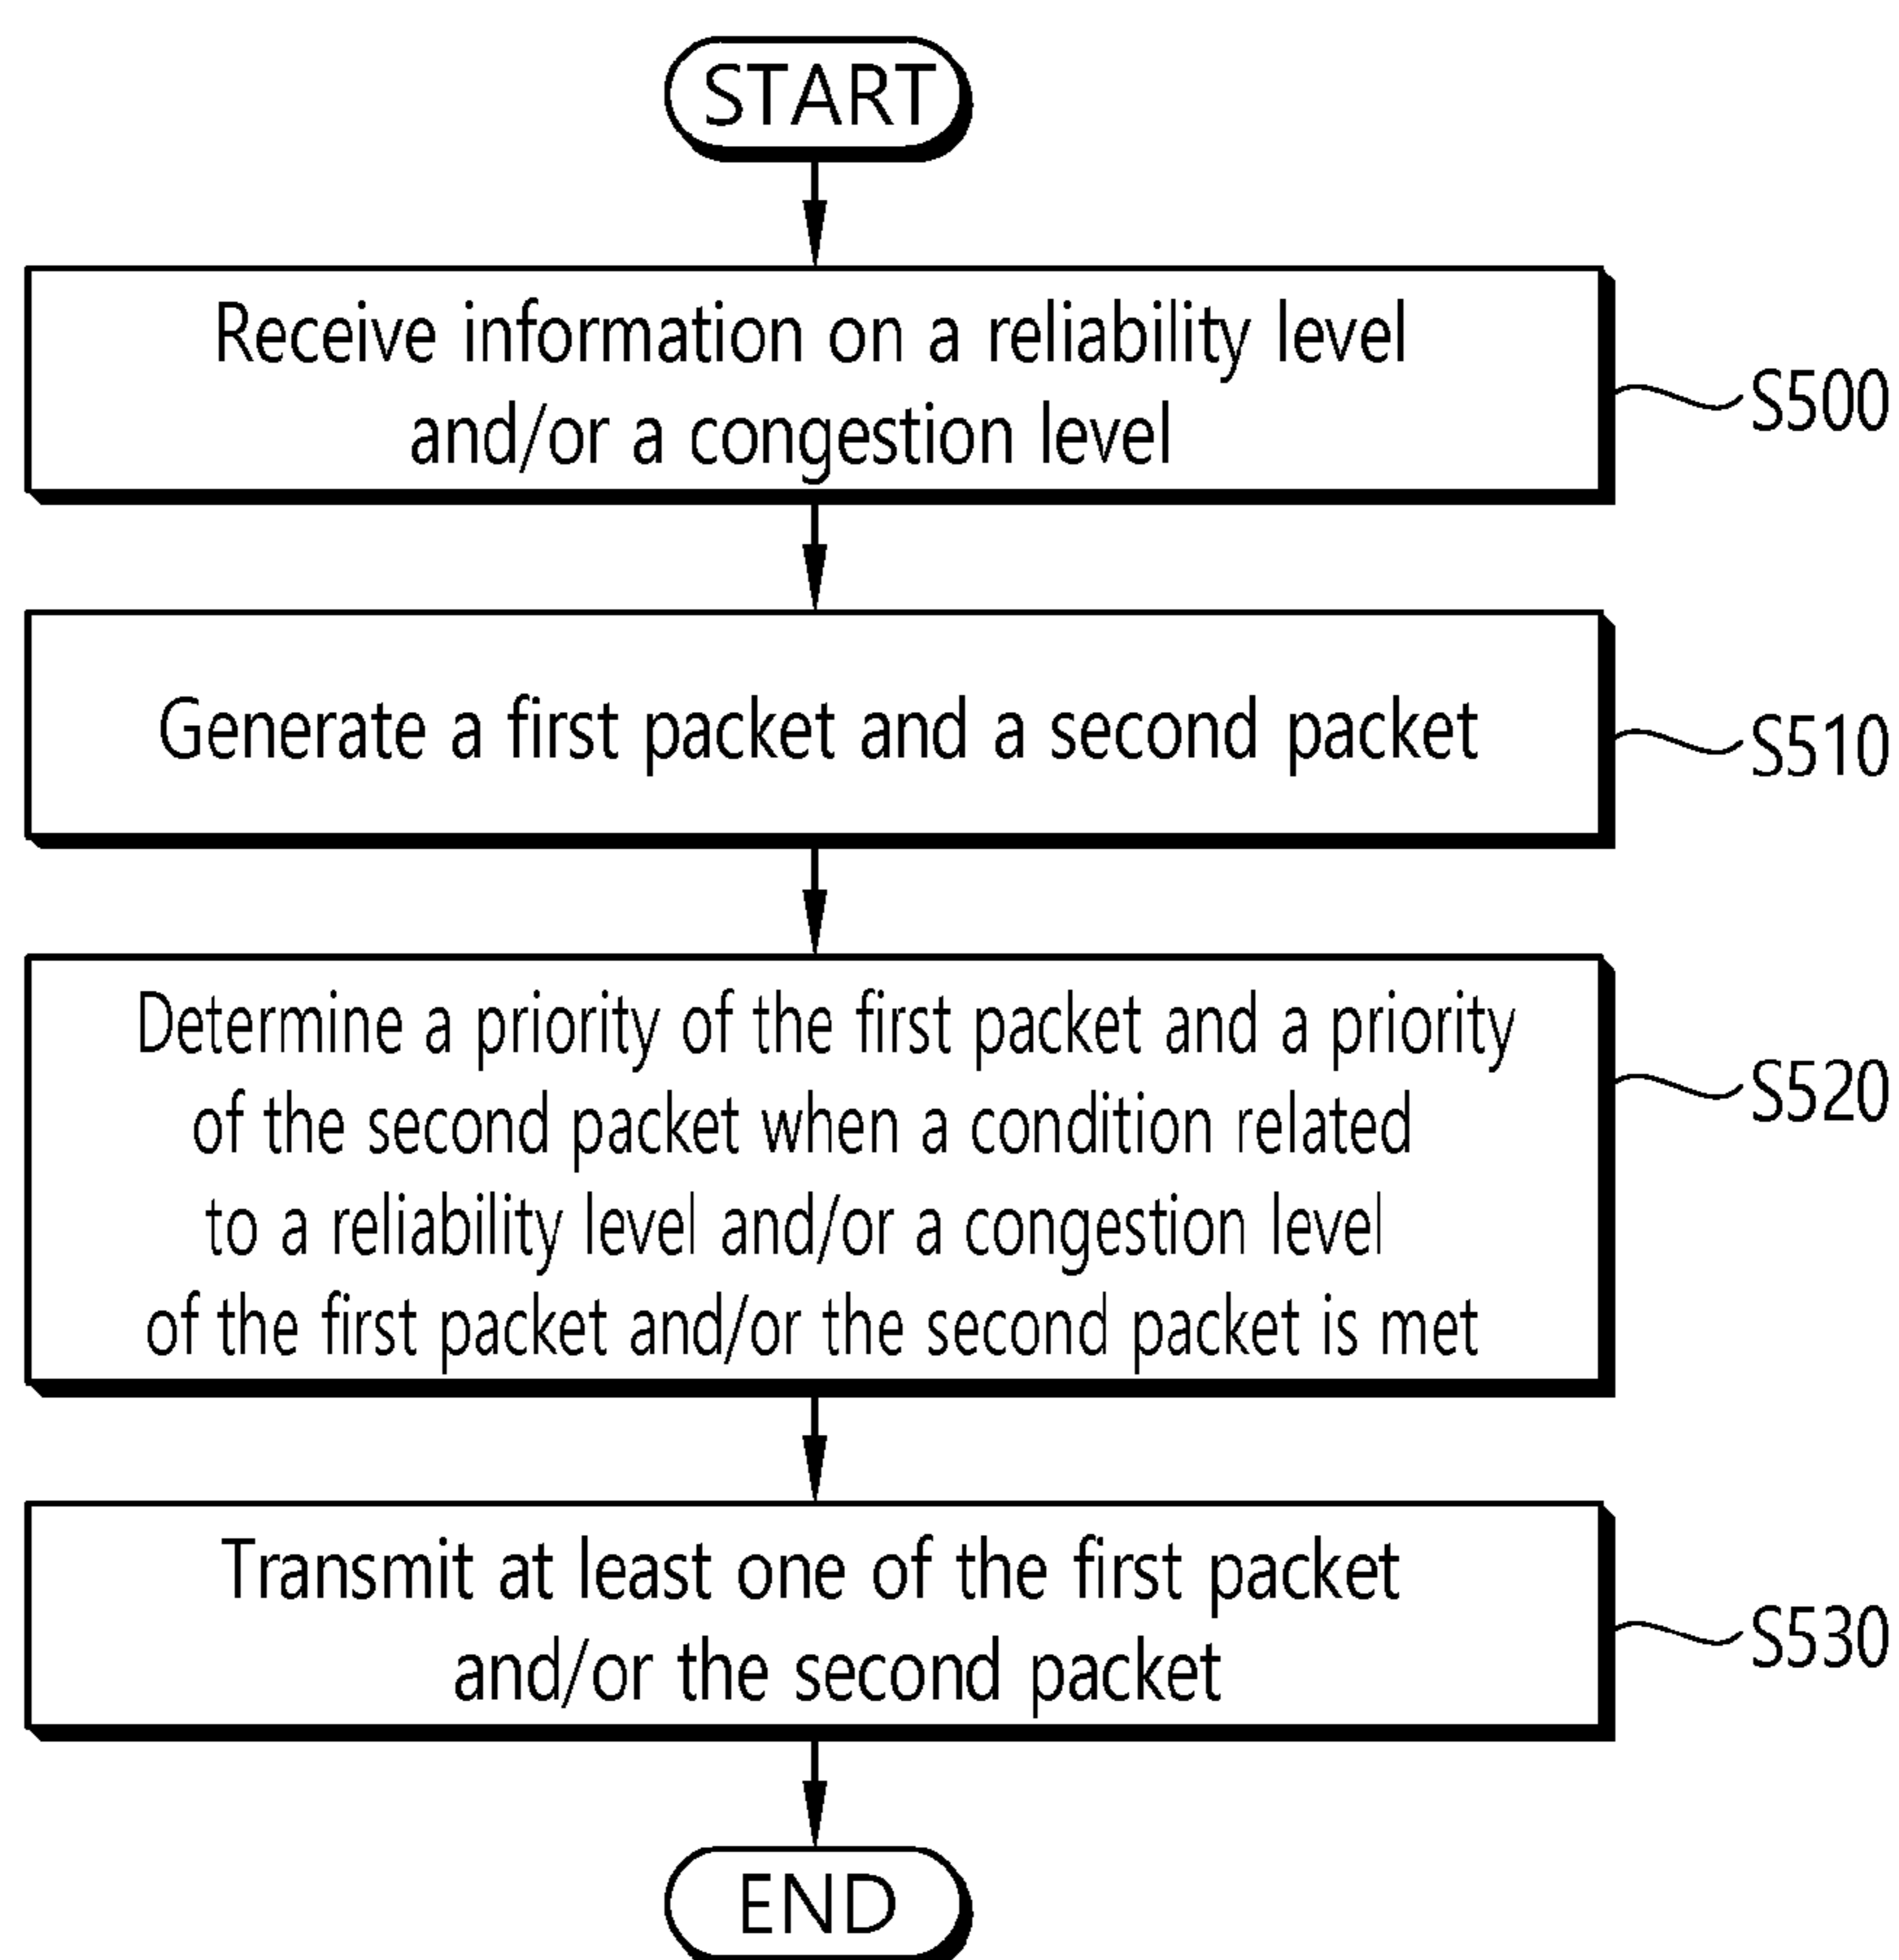 START
Receive information on a reliability level
and/or a congestion level
S500
Generate a first packet and a second packet
S510
Determine a priority of the first packet and a priority
of the second packet when a condition related
to a reliability level and/or a congestion level
of the first packet and/or the second packet is met
S520
Transmit at least one of the first packet
and/or the second packet
S530
END